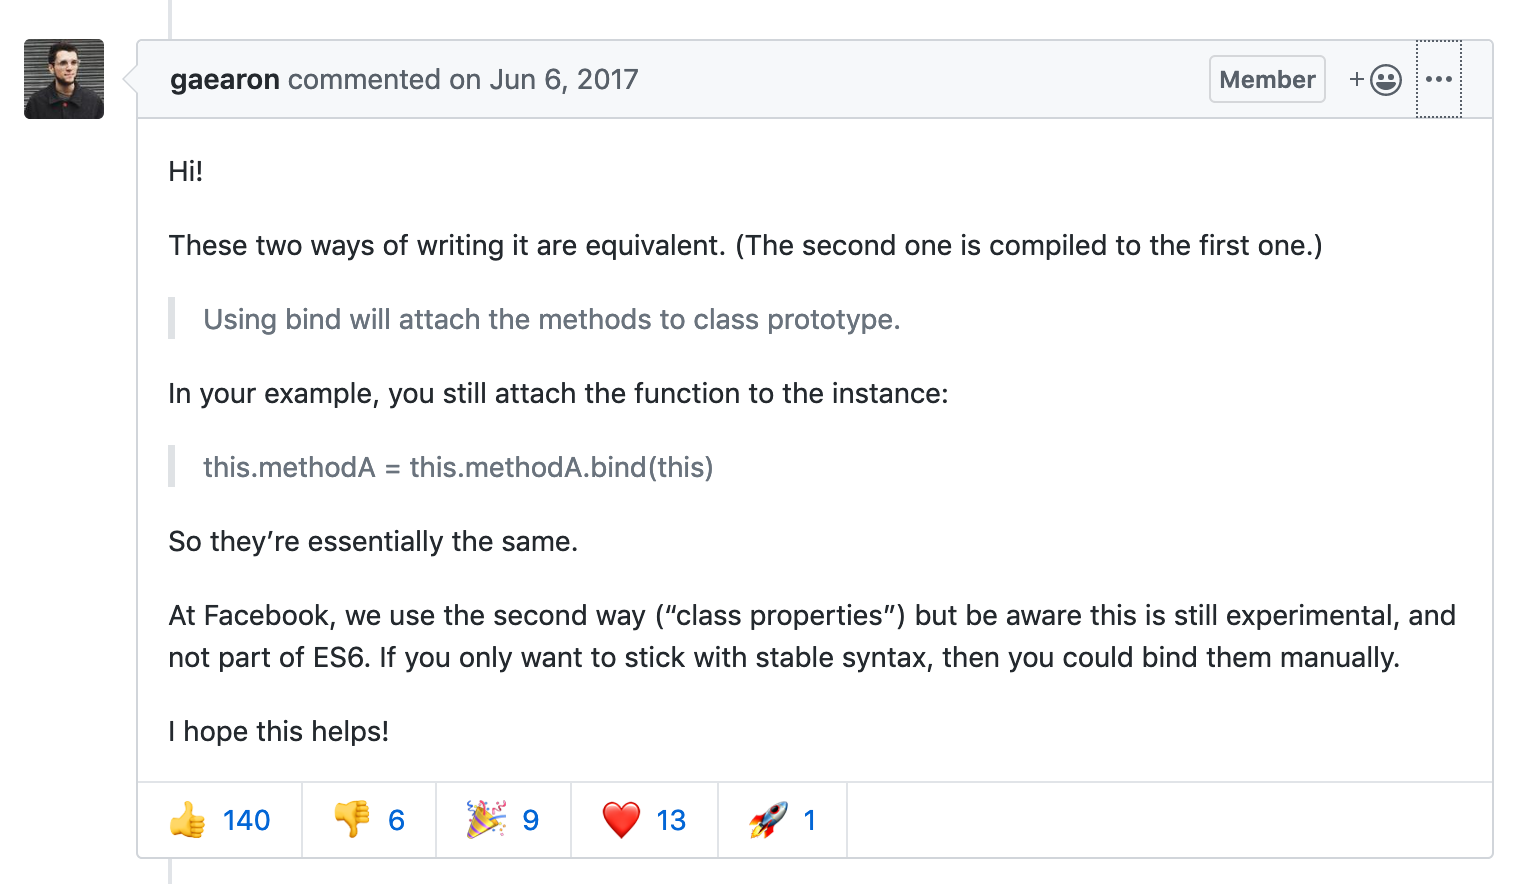 gaearon commented on Jun 6, 2017
Member
Hi!
These two ways of writing it are equivalent. (The second one is compiled to the first one.)
Using bind will attach the methods to class prototype.
In your example, you still attach the function to the instance:
this.methodA = this.methodA.bind(this)
So they’re essentially the same.
At Facebook, we use the second way (“class properties”) but be aware this is still experimental, and
not part of ES6. If you only want to stick with stable syntax, then you could bind them manually.
I hope this helps!
👍 140 👎 6 🎉 9 ❤️ 13 🚀 1